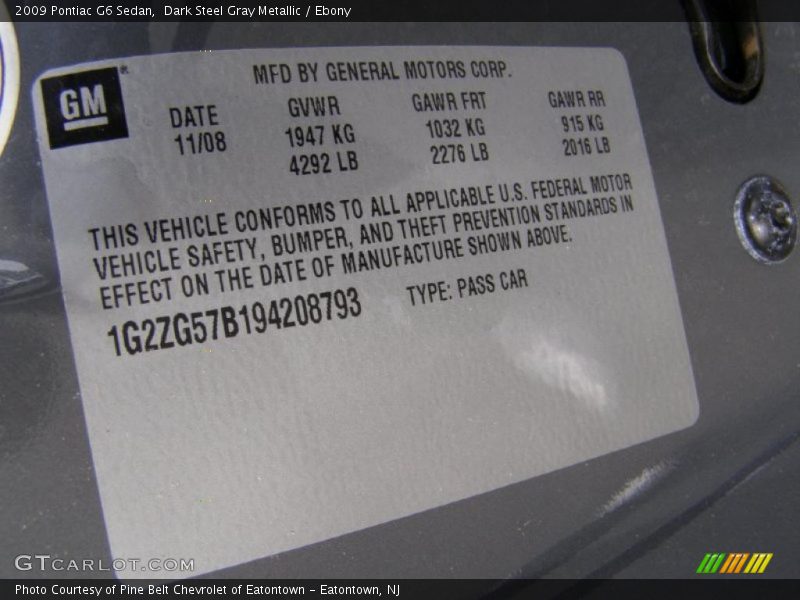 2009 Pontiac G6 Sedan,  Dark Steel Gray Metallic / Ebony
MFD BY GENERAL MOTORS CORP.
GM
DATE GVWR GAWR FRT GAWR RR
11/08 1947 KG 1032 KG 915 KG
4292 LB 2276 LB 2016 LB
THIS VEHICLE CONFORMS TO ALL APPLICABLE U.S. FEDERAL MOTOR
VEHICLE SAFETY, BUMPER, AND THEFT PREVENTION STANDARDS IN
EFFECT ON THE DATE OF MANUFACTURE SHOWN ABOVE.
1G2ZG57B194208793 TYPE: PASS CAR
GTCARLOT.COM
Photo Courtesy of Pine Belt Chevrolet of Eatontown – Eatontown, NJ